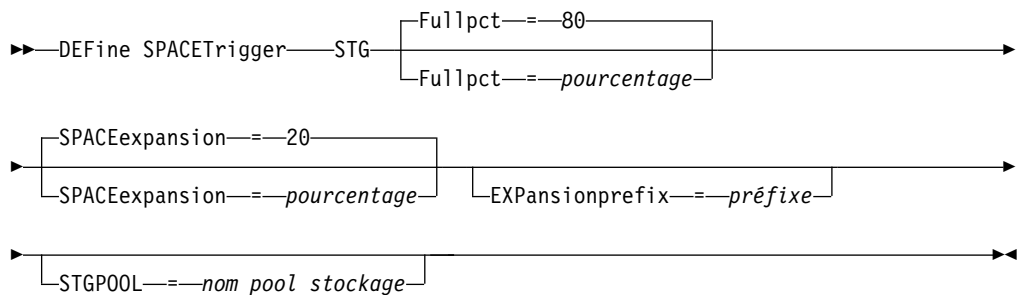 Fullpct = 80
DEFine SPACETrigger STG
Fullpct = pourcentage
SPACEexpansion = 20
SPACEexpansion = pourcentage
EXPansionprefix = préfixe
STGPOOL = nom pool stockage